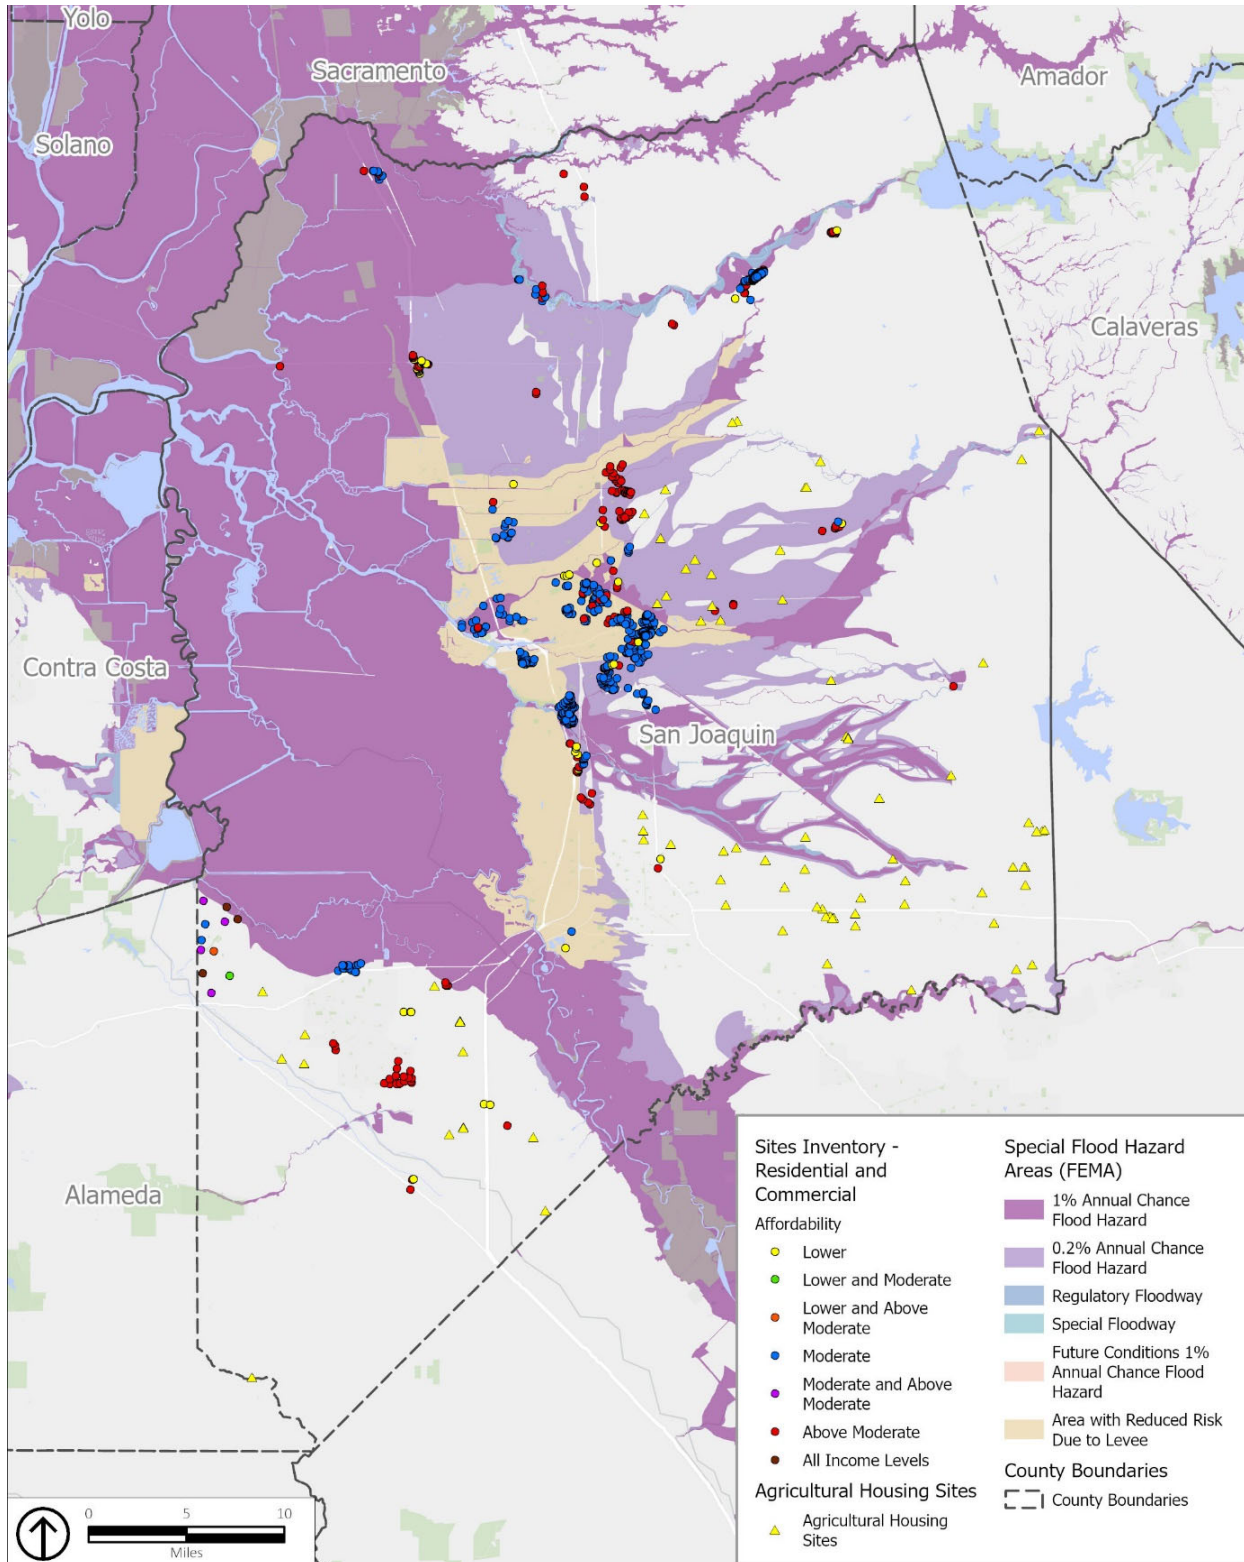 Yolo
Sacramento
Amador
Solano
Calaveras
Contra Costa
San Joaquin
Alameda
Sites Inventory -
Residential and
Commercial
Affordability
Lower
Lower and Moderate
Lower and Above
Moderate
Moderate
Moderate and Above
Moderate
Above Moderate
All Income Levels
Agricultural Housing Sites
Agricultural Housing
Sites
Special Flood Hazard
Areas (FEMA)
1% Annual Chance
Flood Hazard
0.2% Annual Chance
Flood Hazard
Regulatory Floodway
Special Floodway
Future Conditions 1%
Annual Chance Flood
Hazard
Area with Reduced Risk
Due to Levee
County Boundaries
County Boundaries
0 5 10
Miles